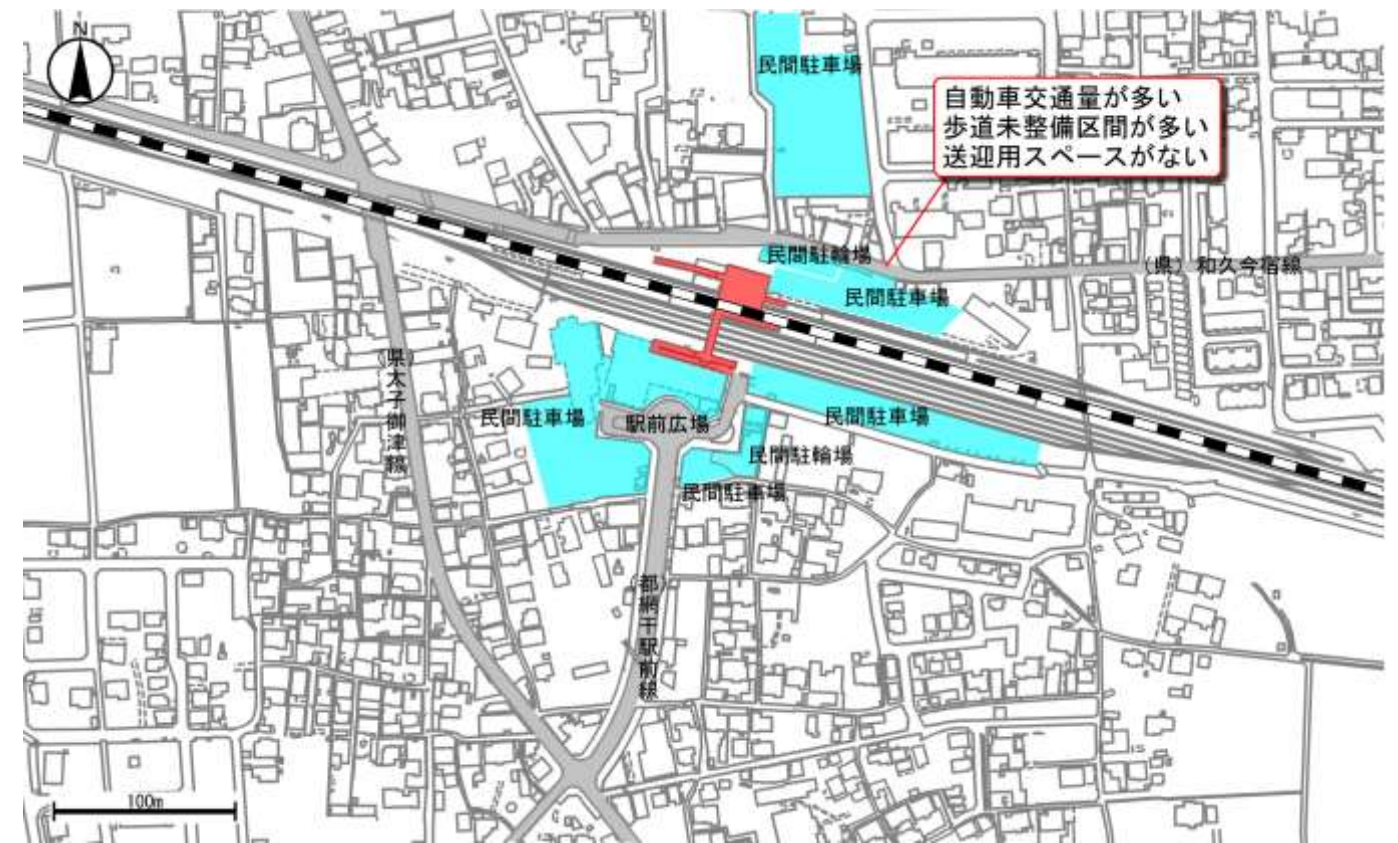 N
民間駐車場
自動車交通量が多い
歩道未整備区間が多い
送迎用スペースがない
民間駐輪場
(県)和久今宿線
民間駐車場
(県)太子御津線
民間駐車場
駅前広場
民間駐車場
民間駐輪場
民間駐車場
(都)網干駅前線
100m